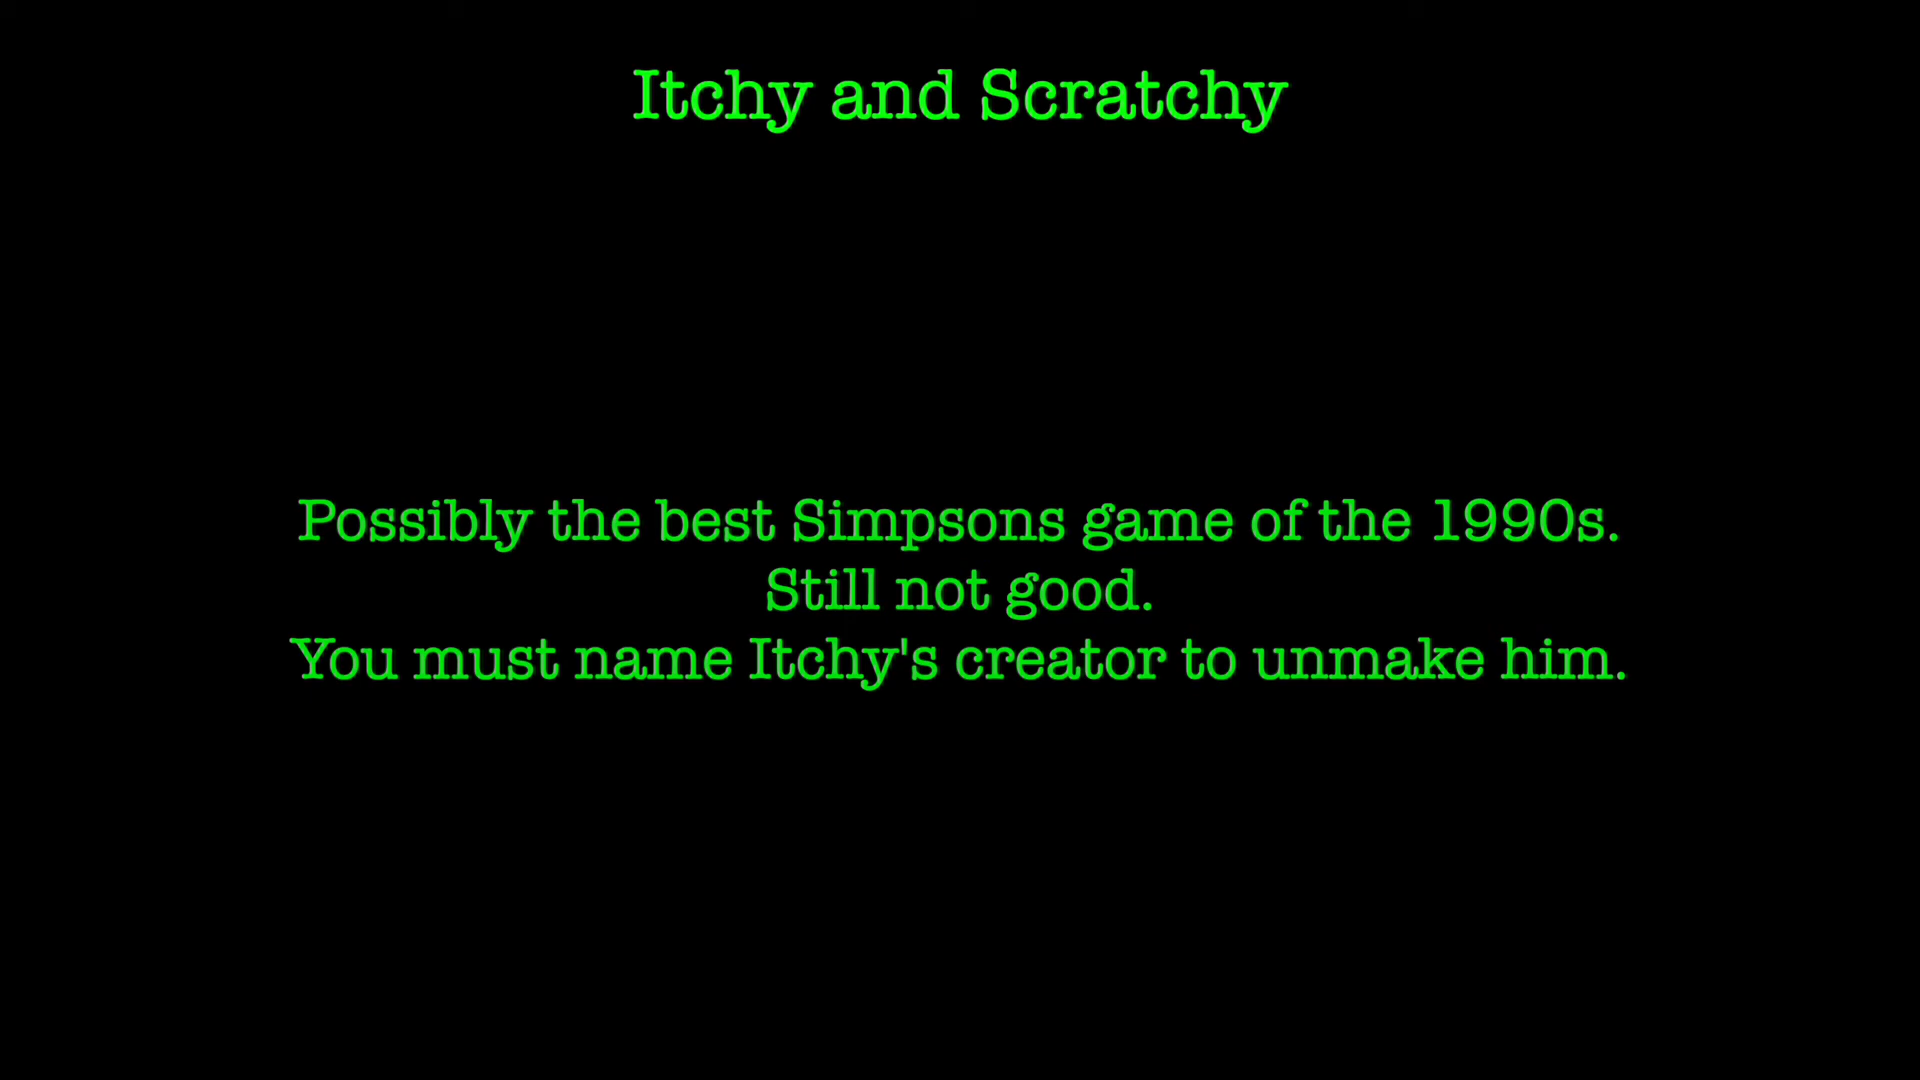 Itchy and Scratchy
Possibly the best Simpsons game of the 1990s.
Still not good.
You must name Itchy's creator to unmake him.